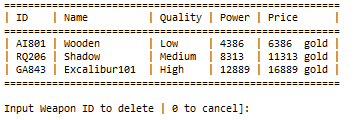 ==================================================
| ID    | Name         | Quality | Power | Price       |
==================================================
| AI801 | Wooden       | Low     | 4386  | 6386  gold |
| RQ206 | Shadow       | Medium  | 8313  | 11313 gold |
| GA843 | Excalibur101 | High    | 12889 | 16889 gold |
==================================================
Input Weapon ID to delete | 0 to cancel]: